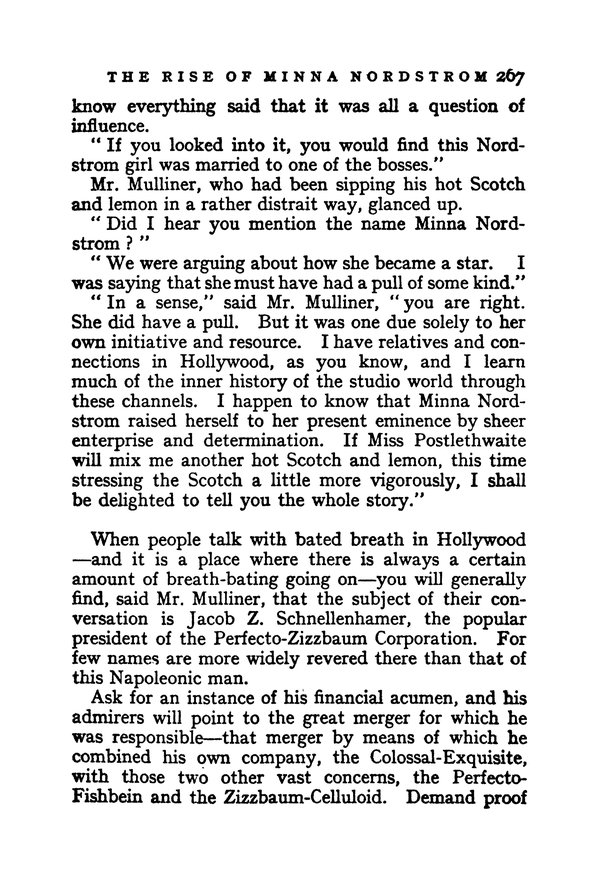 THE RISE OF MINNA NORDSTROM 267
know everything said that it was all a question of
influence.
“ If you looked into it, you would find this Nord-
strom girl was married to one of the bosses.”
Mr. Mulliner, who had been sipping his hot Scotch
and lemon in a rather distrait way, glanced up.
“ Did I hear you mention the name Minna Nord-
strom ? ”
“ We were arguing about how she became a star. I
was saying that she must have had a pull of some kind.”
“ In a sense,” said Mr. Mulliner, “ you are right.
She did have a pull. But it was one due solely to her
own initiative and resource. I have relatives and con-
nections in Hollywood, as you know, and I learn
much of the inner history of the studio world through
these channels. I happen to know that Minna Nord-
strom raised herself to her present eminence by sheer
enterprise and determination. If Miss Postlethwaite
will mix me another hot Scotch and lemon, this time
stressing the Scotch a little more vigorously, I shall
be delighted to tell you the whole story.”
When people talk with bated breath in Hollywood
—and it is a place where there is always a certain
amount of breath-bating going on—you will generally
find, said Mr. Mulliner, that the subject of their con-
versation is Jacob Z. Schnellenhamer, the popular
president of the Perfecto-Zizzbaum Corporation. For
few names are more widely revered there than that of
this Napoleonic man.
Ask for an instance of his financial acumen, and his
admirers will point to the great merger for which he
was responsible—that merger by means of which he
combined his own company, the Colossal-Exquisite,
with those two other vast concerns, the Perfecto-
Fishbein and the Zizzbaum-Celluloid. Demand proof